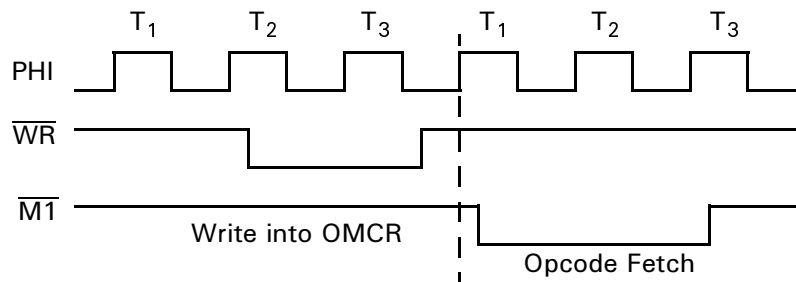 T1 T2 T3 T1 T2 T3
PHI
WR
M1
Write into OMCR
Opcode Fetch